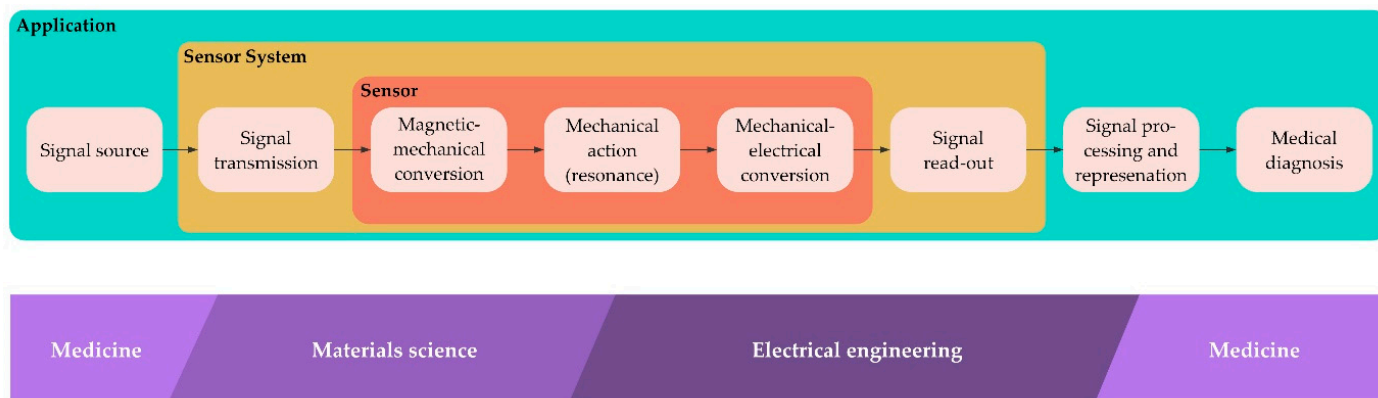 Application
Sensor System
Sensor
Signal source
Signal
transmission
Magnetic-
mechanical
conversion
Mechanical
action
(resonance)
Mechanical-
electrical
conversion
Signal
read-out
Signal pro-
cessing and
represenation
Medical
diagnosis
Medicine
Materials science
Electrical engineering
Medicine